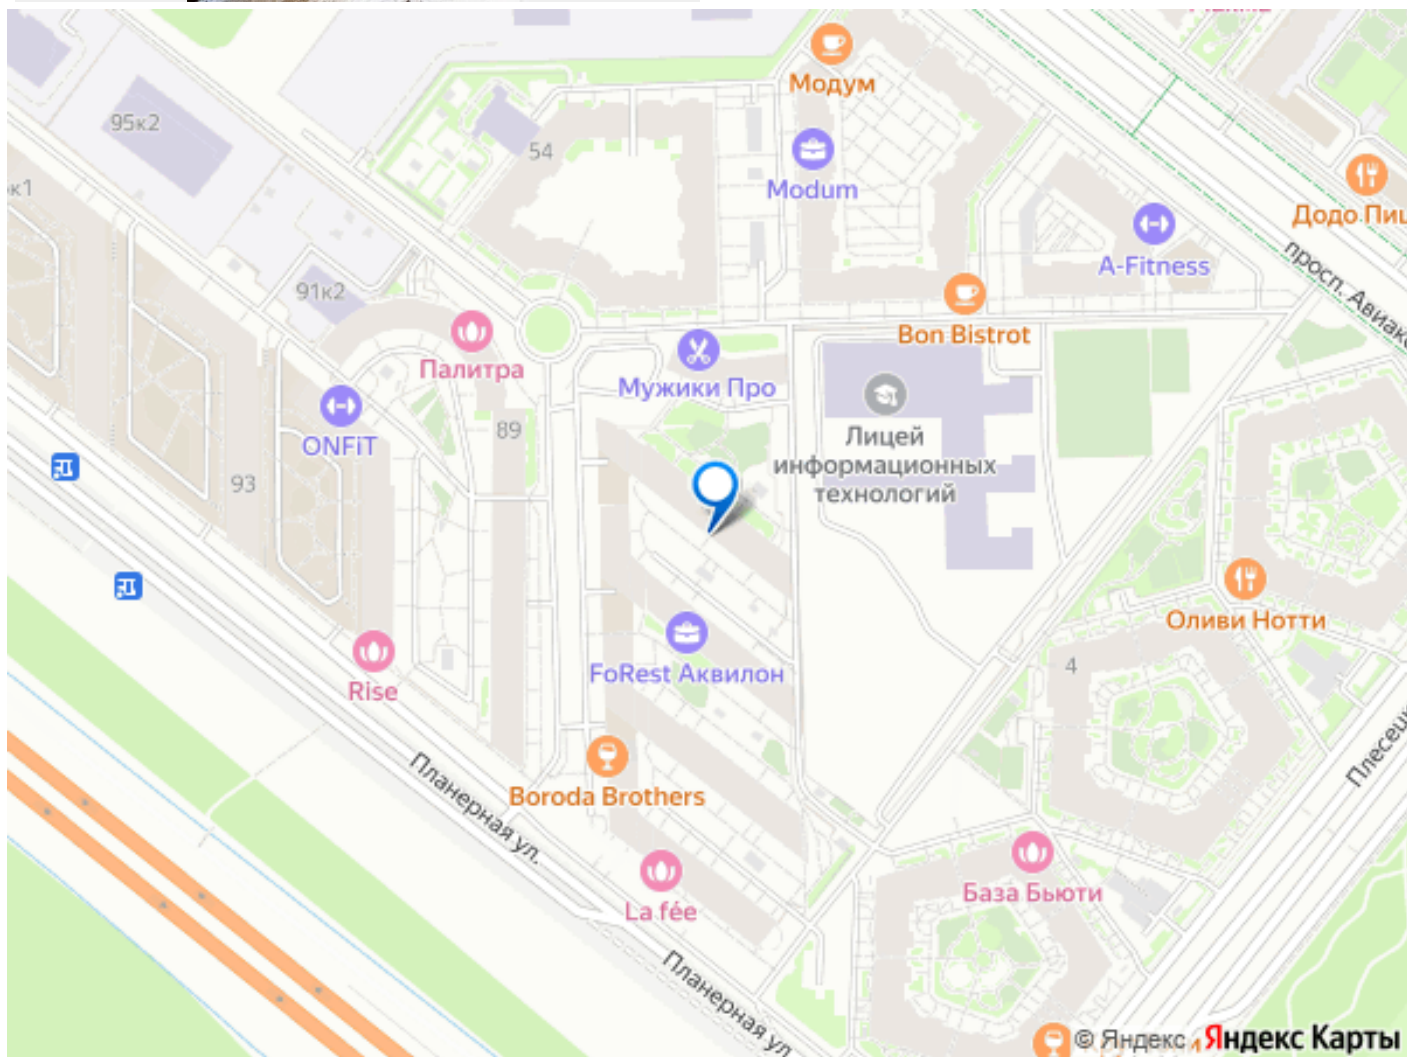 Модум
95к2
54
Modum
к1
Додо Пиц
A-Fitness
просп. Авиак
91к2
Bon Bistrot
Палитра
Мужики Про
89
ONFiT
Лицей
информационных
технологий
93
Оливи Нотти
4
FoRest Аквилон
Rise
Планерная ул.
Boroda Brothers
Плесец
База Бьюти
La fée
Планерная ул.
© Яндекс
Яндекс Карты